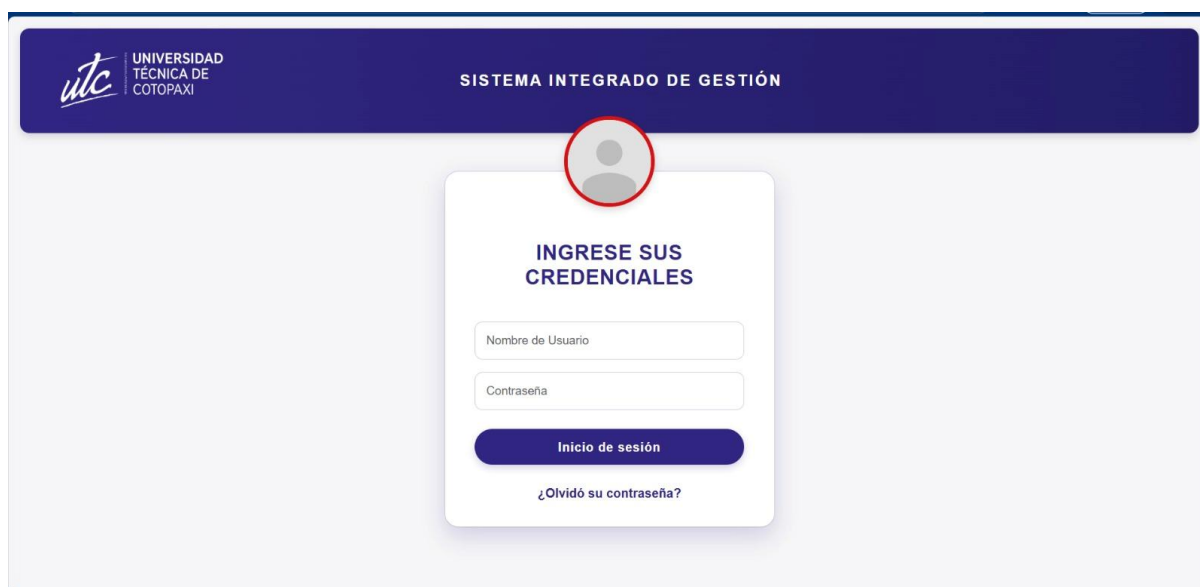 utc
UNIVERSIDAD
TÉCNICA DE
COTOPAXI
SISTEMA INTEGRADO DE GESTIÓN
INGRESE SUS
CREDENCIALES
Nombre de Usuario
Contraseña
Inicio de sesión
¿Olvidó su contraseña?